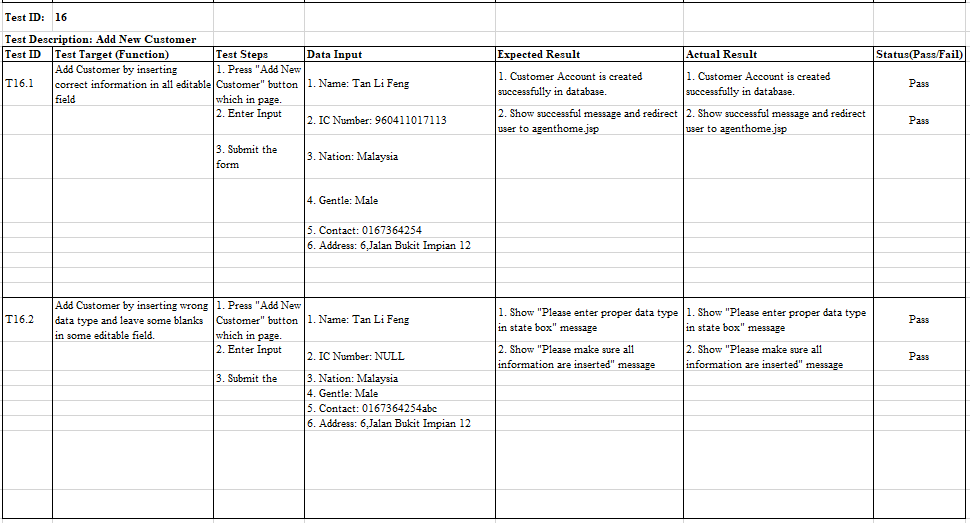 Test ID: 16
Test Description: Add New Customer
Test ID Test Target (Function) Test Steps Data Input Expected Result Actual Result Status(Pass/Fail)
T16.1
Add Customer by inserting
correct information in all editable
field
1. Press "Add New
Customer" button
which in page.
1. Name: Tan Li Feng
1. Customer Account is created
successfully in database.
1. Customer Account is created
successfully in database.
Pass
2. Enter Input
2. IC Number: 960411017113
2. Show successful message and redirect
user to agenthome.jsp
2. Show successful message and redirect
user to agenthome.jsp
Pass
3. Submit the
form
3. Nation: Malaysia
4. Gentle: Male
5. Contact: 0167364254
6. Address: 6,Jalan Bukit Impian 12
T16.2
Add Customer by inserting wrong
data type and leave some blanks
in some editable field.
1. Press "Add New
Customer" button
which in page.
1. Name: Tan Li Feng
1. Show "Please enter proper data type
in state box" message
1. Show "Please enter proper data type
in state box" message
Pass
2. Enter Input
2. IC Number: NULL
2. Show "Please make sure all
information are inserted" message
2. Show "Please make sure all
information are inserted" message
Pass
3. Submit the
3. Nation: Malaysia
4. Gentle: Male
5. Contact: 0167364254abc
6. Address: 6,Jalan Bukit Impian 12